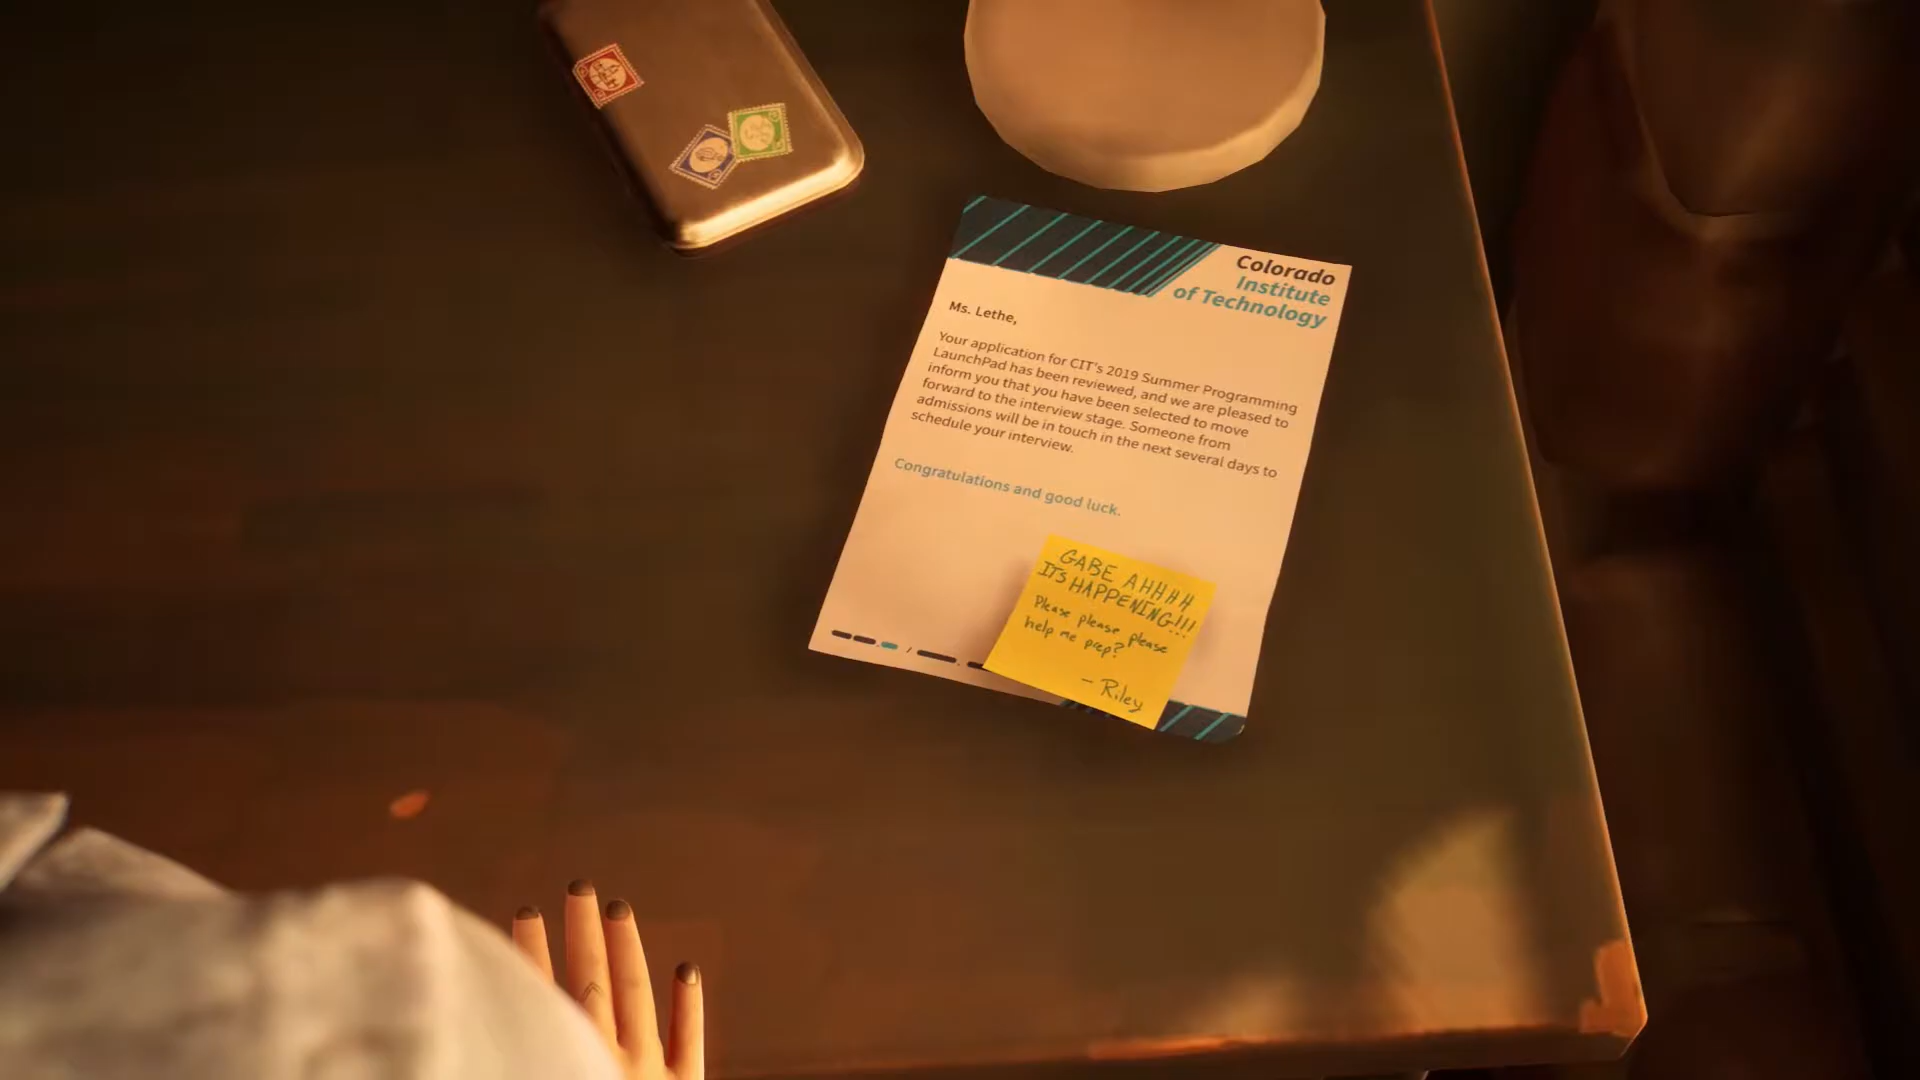 Colorado
Institute
of Technology
Ms. Lethe,
Your application for CIT's 2019 Summer Programming
LaunchPad has been reviewed, and we are pleased to
inform you that you have been selected to move
forward to the interview stage. Someone from
admissions will be in touch in the next several days to
schedule your interview.
Congratulations and good luck.
GABE AHHHH
ITS HAPPENING!!!
Please please please
help me prep?
- Riley